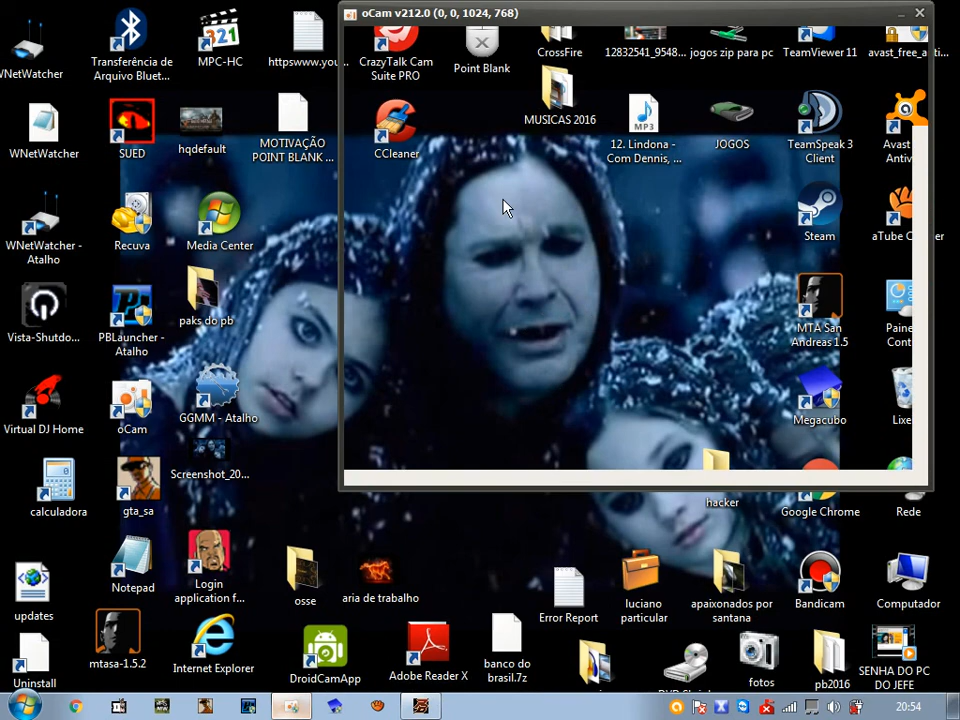 oCam v212.0 (0, 0, 1024, 768)
WNetWatcher
Transferência de
Arquivo Bluet...
MPC-HC
httpswww.you...
CrazyTalk Cam
Suite PRO
Point Blank
CrossFire
12832541_9548...
jogos zip para pc
TeamViewer 11
avast_free_anti...
WNetWatcher
SUED
hqdefault
MOTIVAÇÃO
POINT BLANK ...
CCleaner
MUSICAS 2016
MP3
12. Lindona -
Com Dennis, ...
JOGOS
TeamSpeak 3
Client
Avast
Antiv
WNetWatcher -
Atalho
Recuva
Media Center
Steam
aTube C
er
Vista-Shutdo...
PBLauncher -
Atalho
paks do pb
MTA San
Andreas 1.5
Paine
Cont
Virtual DJ Home
oCam
GGMM - Atalho
Megacubo
Lixe
calculadora
gta_sa
Screenshot_20...
hacker
Google Chrome
Rede
updates
Notepad
Login
application f...
osse
aria de trabalho
Error Report
luciano
particular
apaixonados por
santana
Bandicam
Computador
Uninstall
mtasa-1.5.2
Internet Explorer
DroidCamApp
Adobe Reader X
banco do
brasil.7z
fotos
pb2016
SENHA DO PC
DO JEFE
20:54